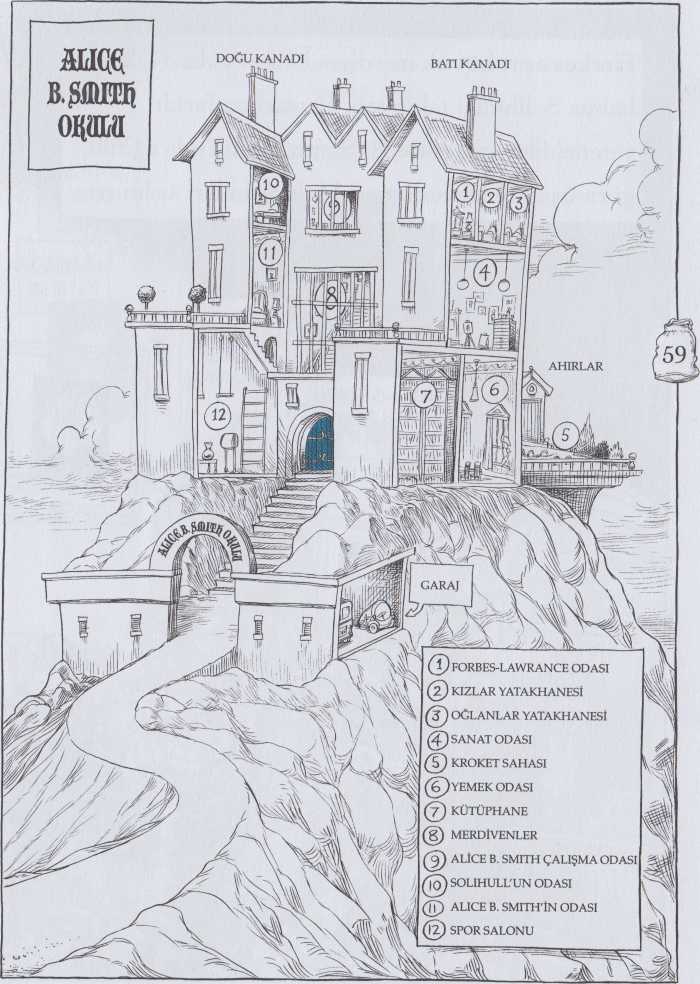 ALICE
B. SMITH
OKULU
DOĞU KANADI
BATI KANADI
10
9
1
2
3
11
8
4
59
AHIRLAR
12
7
6
5
ALICE B. SMITH OKULU
GARAJ
1 FORBES-LAWRANCE ODASI
2 KIZLAR YATAKHANESİ
3 OĞLANLAR YATAKHANESİ
4 SANAT ODASI
5 KROKET SAHASI
6 YEMEK ODASI
7 KÜTÜPHANE
8 MERDİVENLER
9 ALİCE B. SMITH ÇALIŞMA ODASI
10 SOLIHULL'UN ODASI
11 ALICE B. SMITH'İN ODASI
12 SPOR SALONU